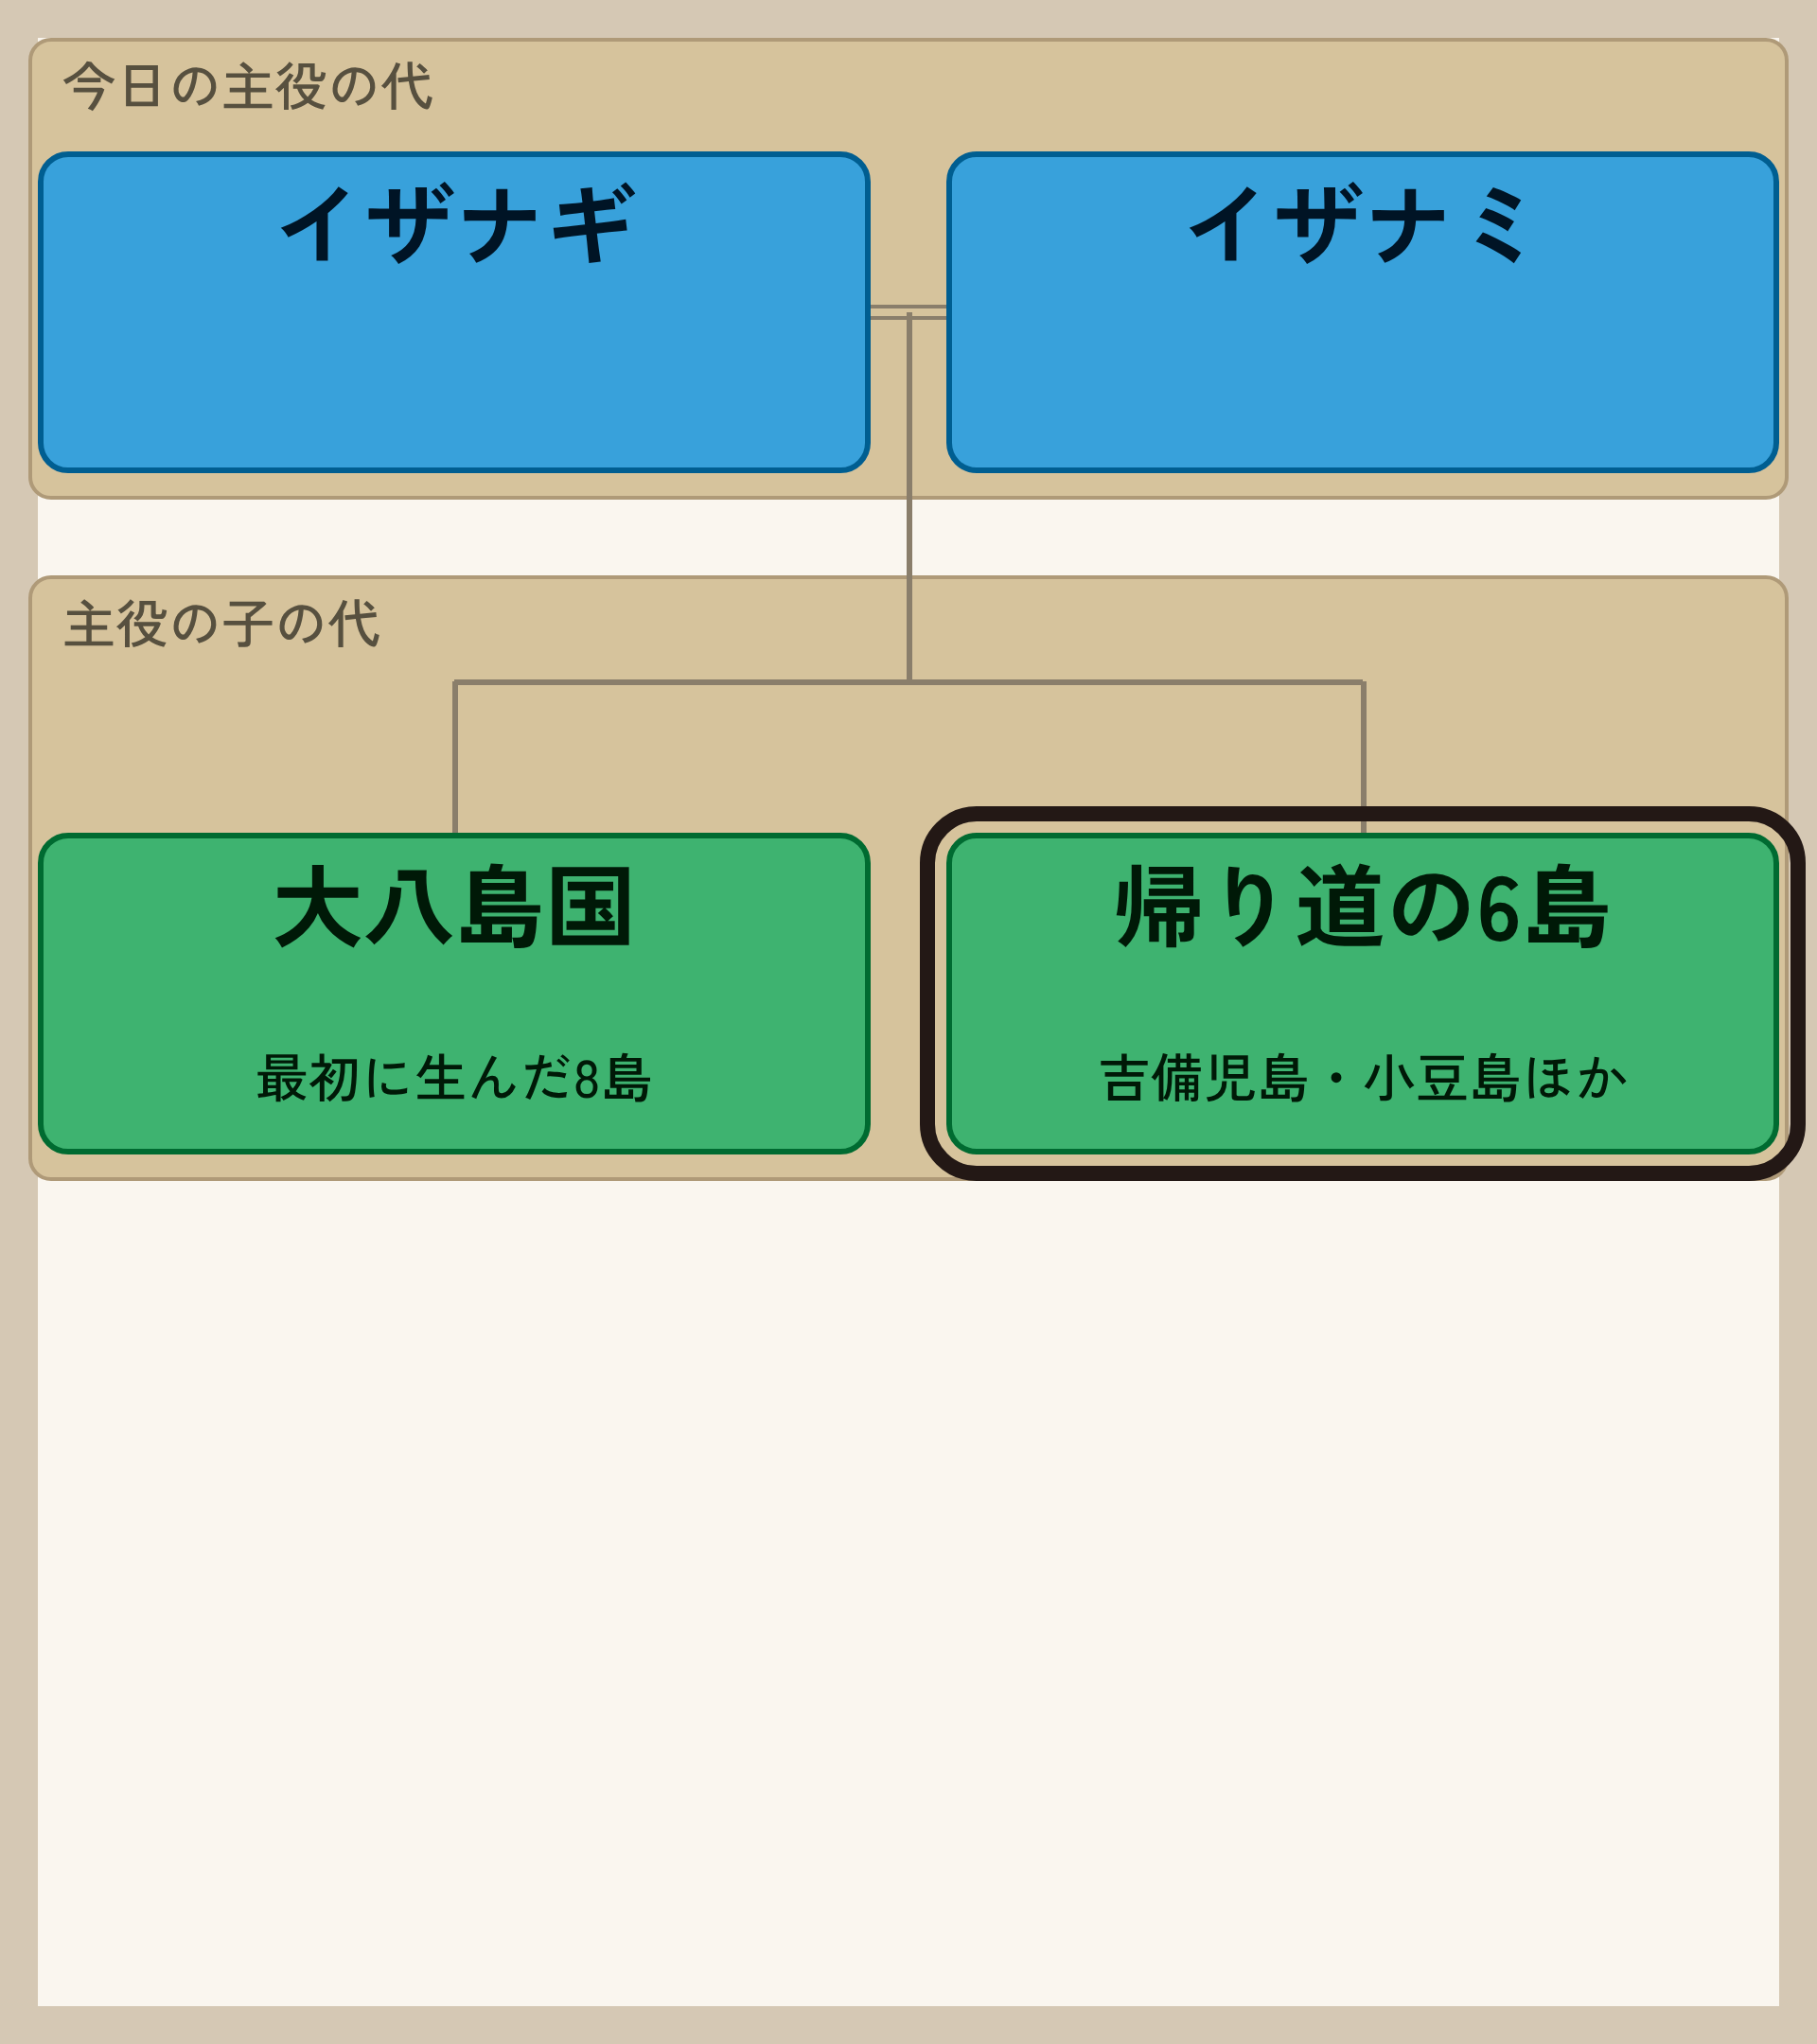 今日の主役の代
イザナギ
イザナミ
主役の子の代
大八島国
最初に生んだ8島
帰り道の6島
吉備児島・小豆島ほか